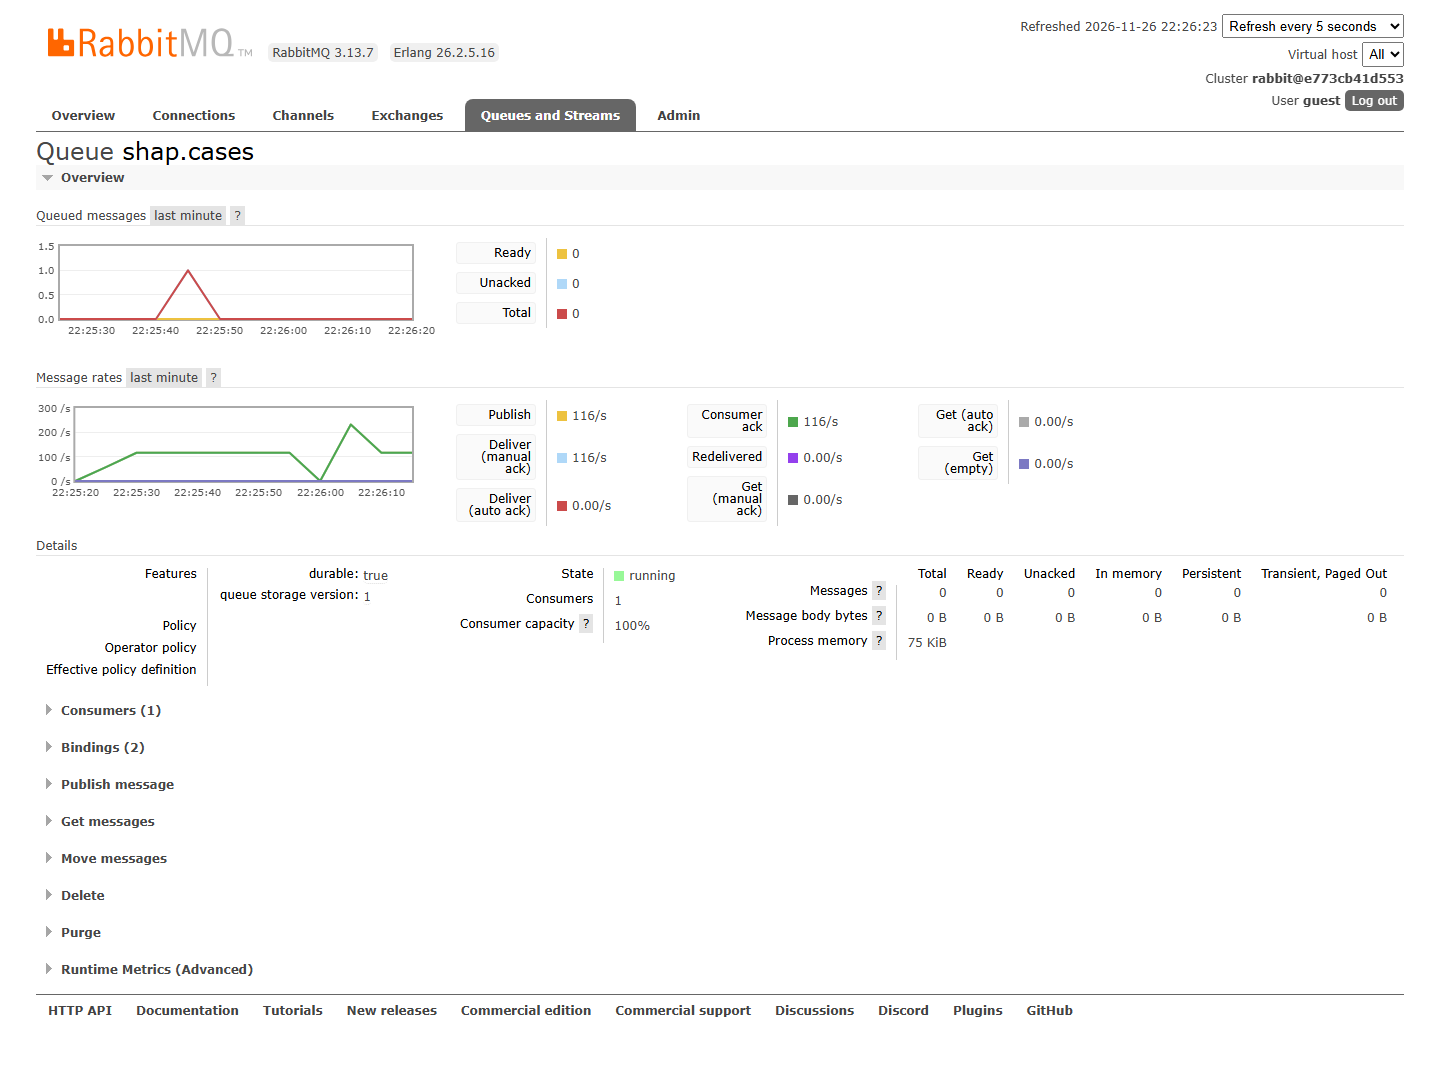 Refreshed 2026-11-26 22:26:23 Refresh every 5 seconds
RabbitMQ TM RabbitMQ 3.13.7 Erlang 26.2.5.16
Virtual host All
Cluster rabbit@e773cb41d553
User guest Log out
Overview Connections Channels Exchanges Queues and Streams Admin
Queue shap.cases
Overview
Queued messages last minute ?
1.5
1.0
0.5
0.0
22:25:30 22:25:40 22:25:50 22:26:00 22:26:10 22:26:20
Ready 0
Unacked 0
Total 0
Message rates last minute ?
300 /s
200 /s
100 /s
0 /s
22:25:20 22:25:30 22:25:40 22:25:50 22:26:00 22:26:10
Publish 116/s
Deliver (manual ack) 116/s
Deliver (auto ack) 0.00/s
Consumer ack 116/s
Redelivered 0.00/s
Get (manual ack) 0.00/s
Get (auto ack) 0.00/s
Get (empty) 0.00/s
Details
Features durable: true
queue storage version: 1
Policy
Operator policy
Effective policy definition
State running
Consumers 1
Consumer capacity ? 100%
Total Ready Unacked In memory Persistent Transient, Paged Out
Messages ? 0 0 0 0 0 0
Message body bytes ? 0 B 0 B 0 B 0 B 0 B 0 B
Process memory ? 75 KiB
Consumers (1)
Bindings (2)
Publish message
Get messages
Move messages
Delete
Purge
Runtime Metrics (Advanced)
HTTP API Documentation Tutorials New releases Commercial edition Commercial support Discussions Discord Plugins GitHub